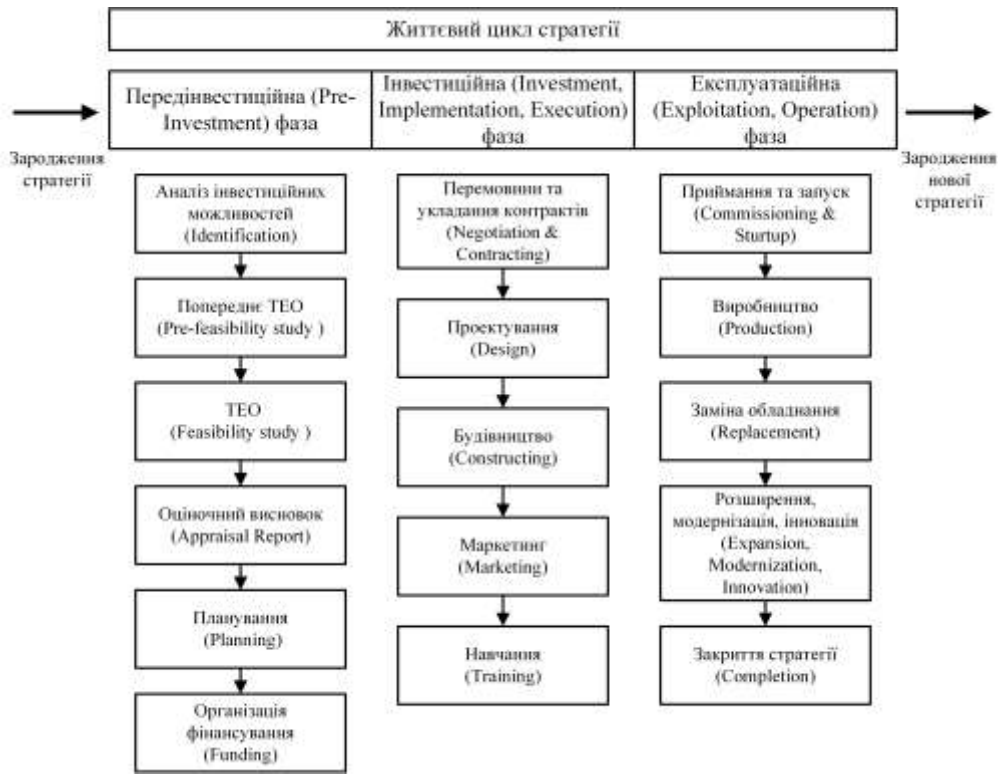 Життєвий цикл стратегії
Передінвестиційна (Pre-
Investment) фаза
Інвестиційна (Investment,
Implementation, Execution)
фаза
Експлуатаційна
(Exploitation, Operation)
фаза
Зародження
стратегії
Зародження
нової
стратегії
Аналіз інвестиційних
можливостей
(Identification)
Попереднє ТЕО
(Pre-feasibility study )
ТЕО
(Feasibility study )
Оціночний висновок
(Appraisal Report)
Планування
(Planning)
Організація
фінансування
(Funding)
Перемовини та
укладання контрактів
(Negotiation &
Contracting)
Проектування
(Design)
Будівництво
(Constructing)
Маркетинг
(Marketing)
Навчання
(Training)
Приймання та запуск
(Commissioning &
Sturtup)
Виробництво
(Production)
Заміна обладнання
(Replacement)
Розширення,
модернізація, інновація
(Expansion,
Modernization,
Innovation)
Закриття стратегії
(Completion)